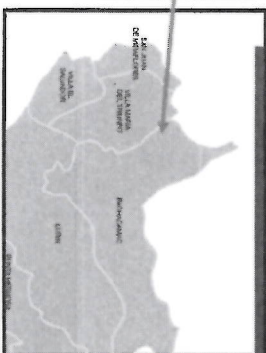 SAN JUAN
DE MIRAFLORES
VILLA MARIA
DEL TRIUNFO
VILLA EL
SALVADOR
PACHACAMAC
LURIN